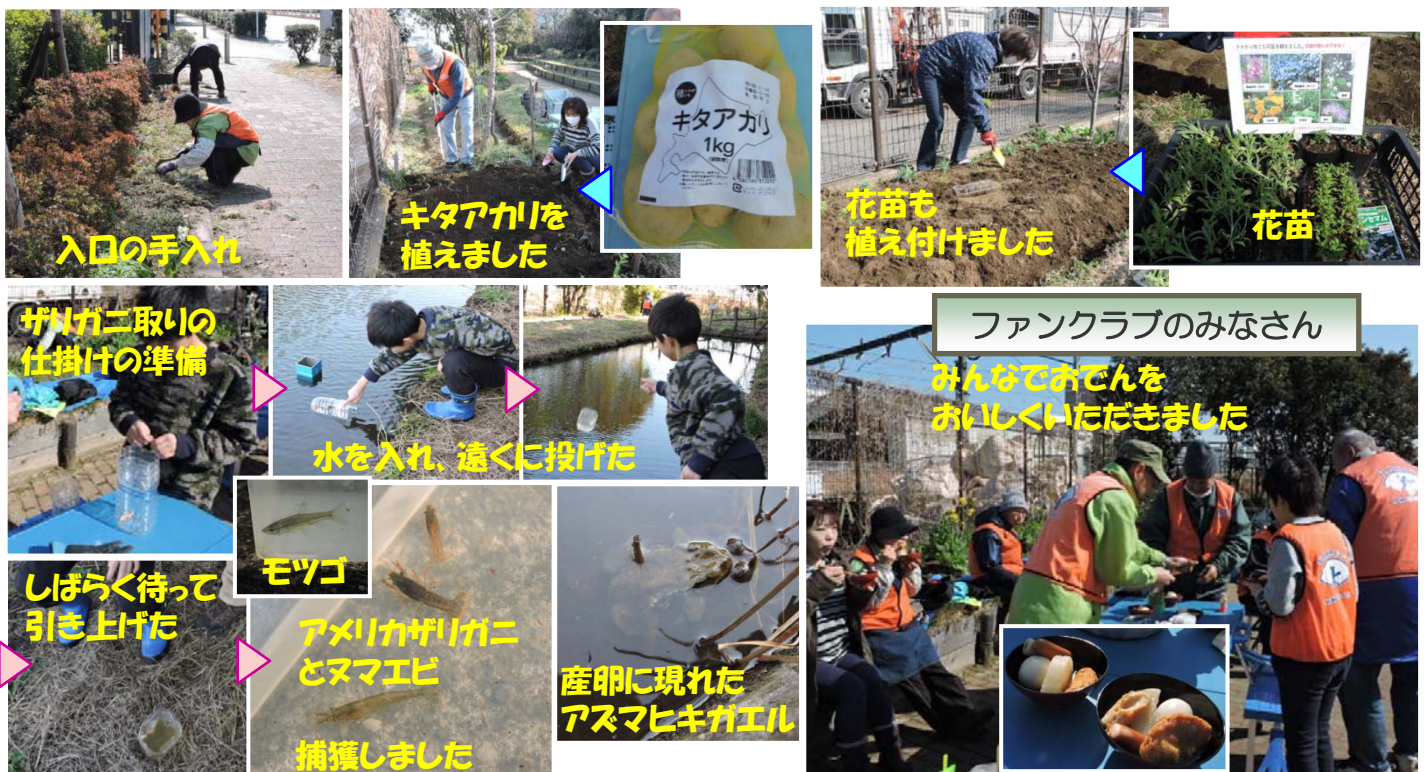 入口の手入れ
キタアカリを
植えました
キタアカリ
1kg
花苗も
植え付けました
花苗
ザリガニ取りの
仕掛けの準備
水を入れ、遠くに投げた
しばらく待って
引き上げた
モツゴ
アメリカザリガニ
とヌマエビ
捕獲しました
産卵に現れた
アズマヒキガエル
ファンクラブのみなさん
みんなでおでんを
おいしくいただきました